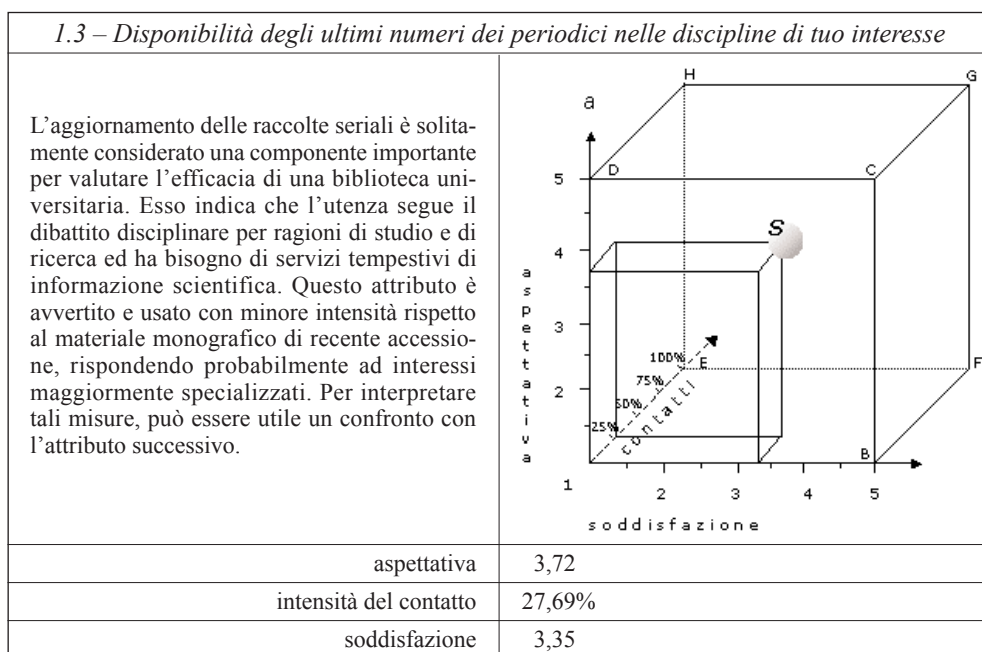 1.3 – Disponibilità degli ultimi numeri dei periodici nelle discipline di tuo interesse
L’aggiornamento delle raccolte seriali è solita-
mente considerato una componente importante
per valutare l’efficacia di una biblioteca uni-
versitaria. Esso indica che l’utenza segue il
dibattito disciplinare per ragioni di studio e di
ricerca ed ha bisogno di servizi tempestivi di
informazione scientifica. Questo attributo è
avvertito e usato con minore intensità rispetto
al materiale monografico di recente accessio-
ne, rispondendo probabilmente ad interessi
maggiormente specializzati. Per interpretare
tali misure, può essere utile un confronto con
l’attributo successivo.
H
G
a
D
C
5
S
4
aspettativa
3
100%
E
F
75%
2
50%
25%
contatti
B
1
2
3
4
5
soddisfazione
aspettativa
3,72
intensità del contatto
27,69%
soddisfazione
3,35